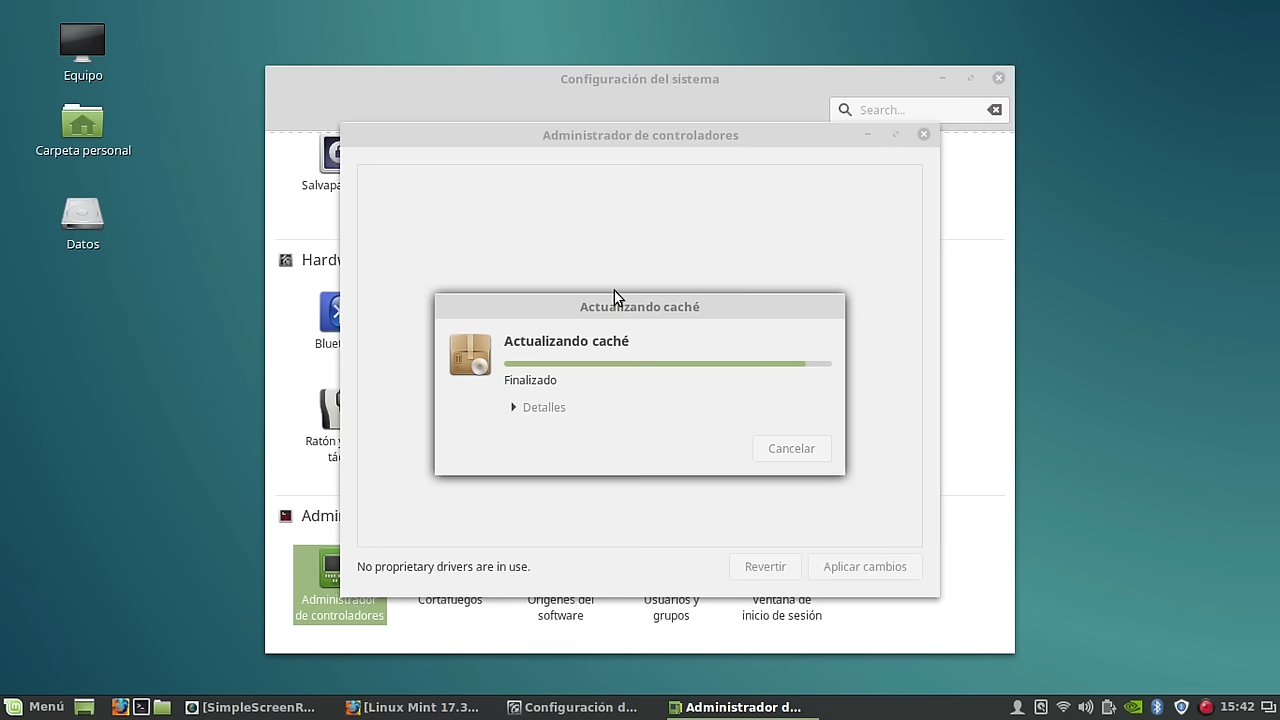 Equipo
Carpeta personal
Datos
Configuración del sistema
Search...
Administrador de controladores
Salvapa
Hardw
Bluet
Ratón y
tác
Actualizando caché
Actualizando caché
Finalizado
Detalles
Cancelar
No proprietary drivers are in use.
Revertir
Aplicar cambios
Admi
Administrador
de controladores
Cortafuegos
Orígenes del
software
Usuarios y
grupos
Ventana de
inicio de sesión
Menú
[SimpleScreenR...
[Linux Mint 17.3...
Configuración d...
Administrador d...
15:42